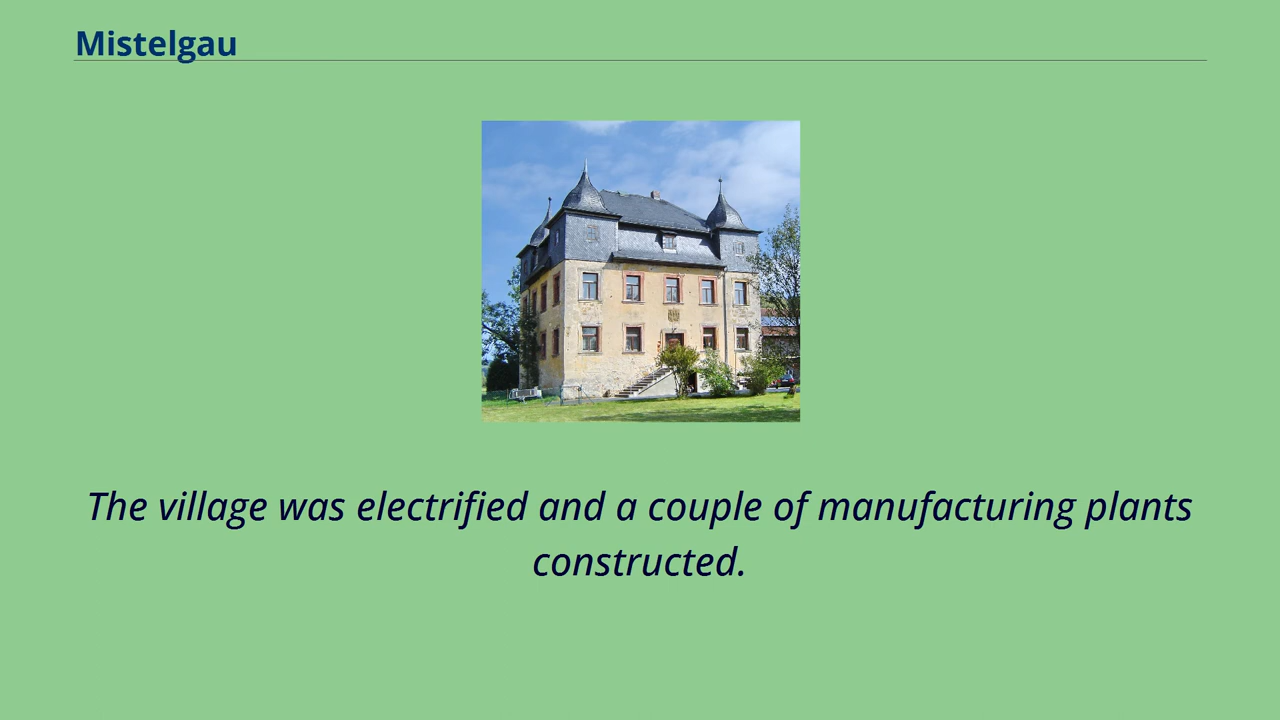 Mistelgau
The village was electrified and a couple of manufacturing plants
constructed.